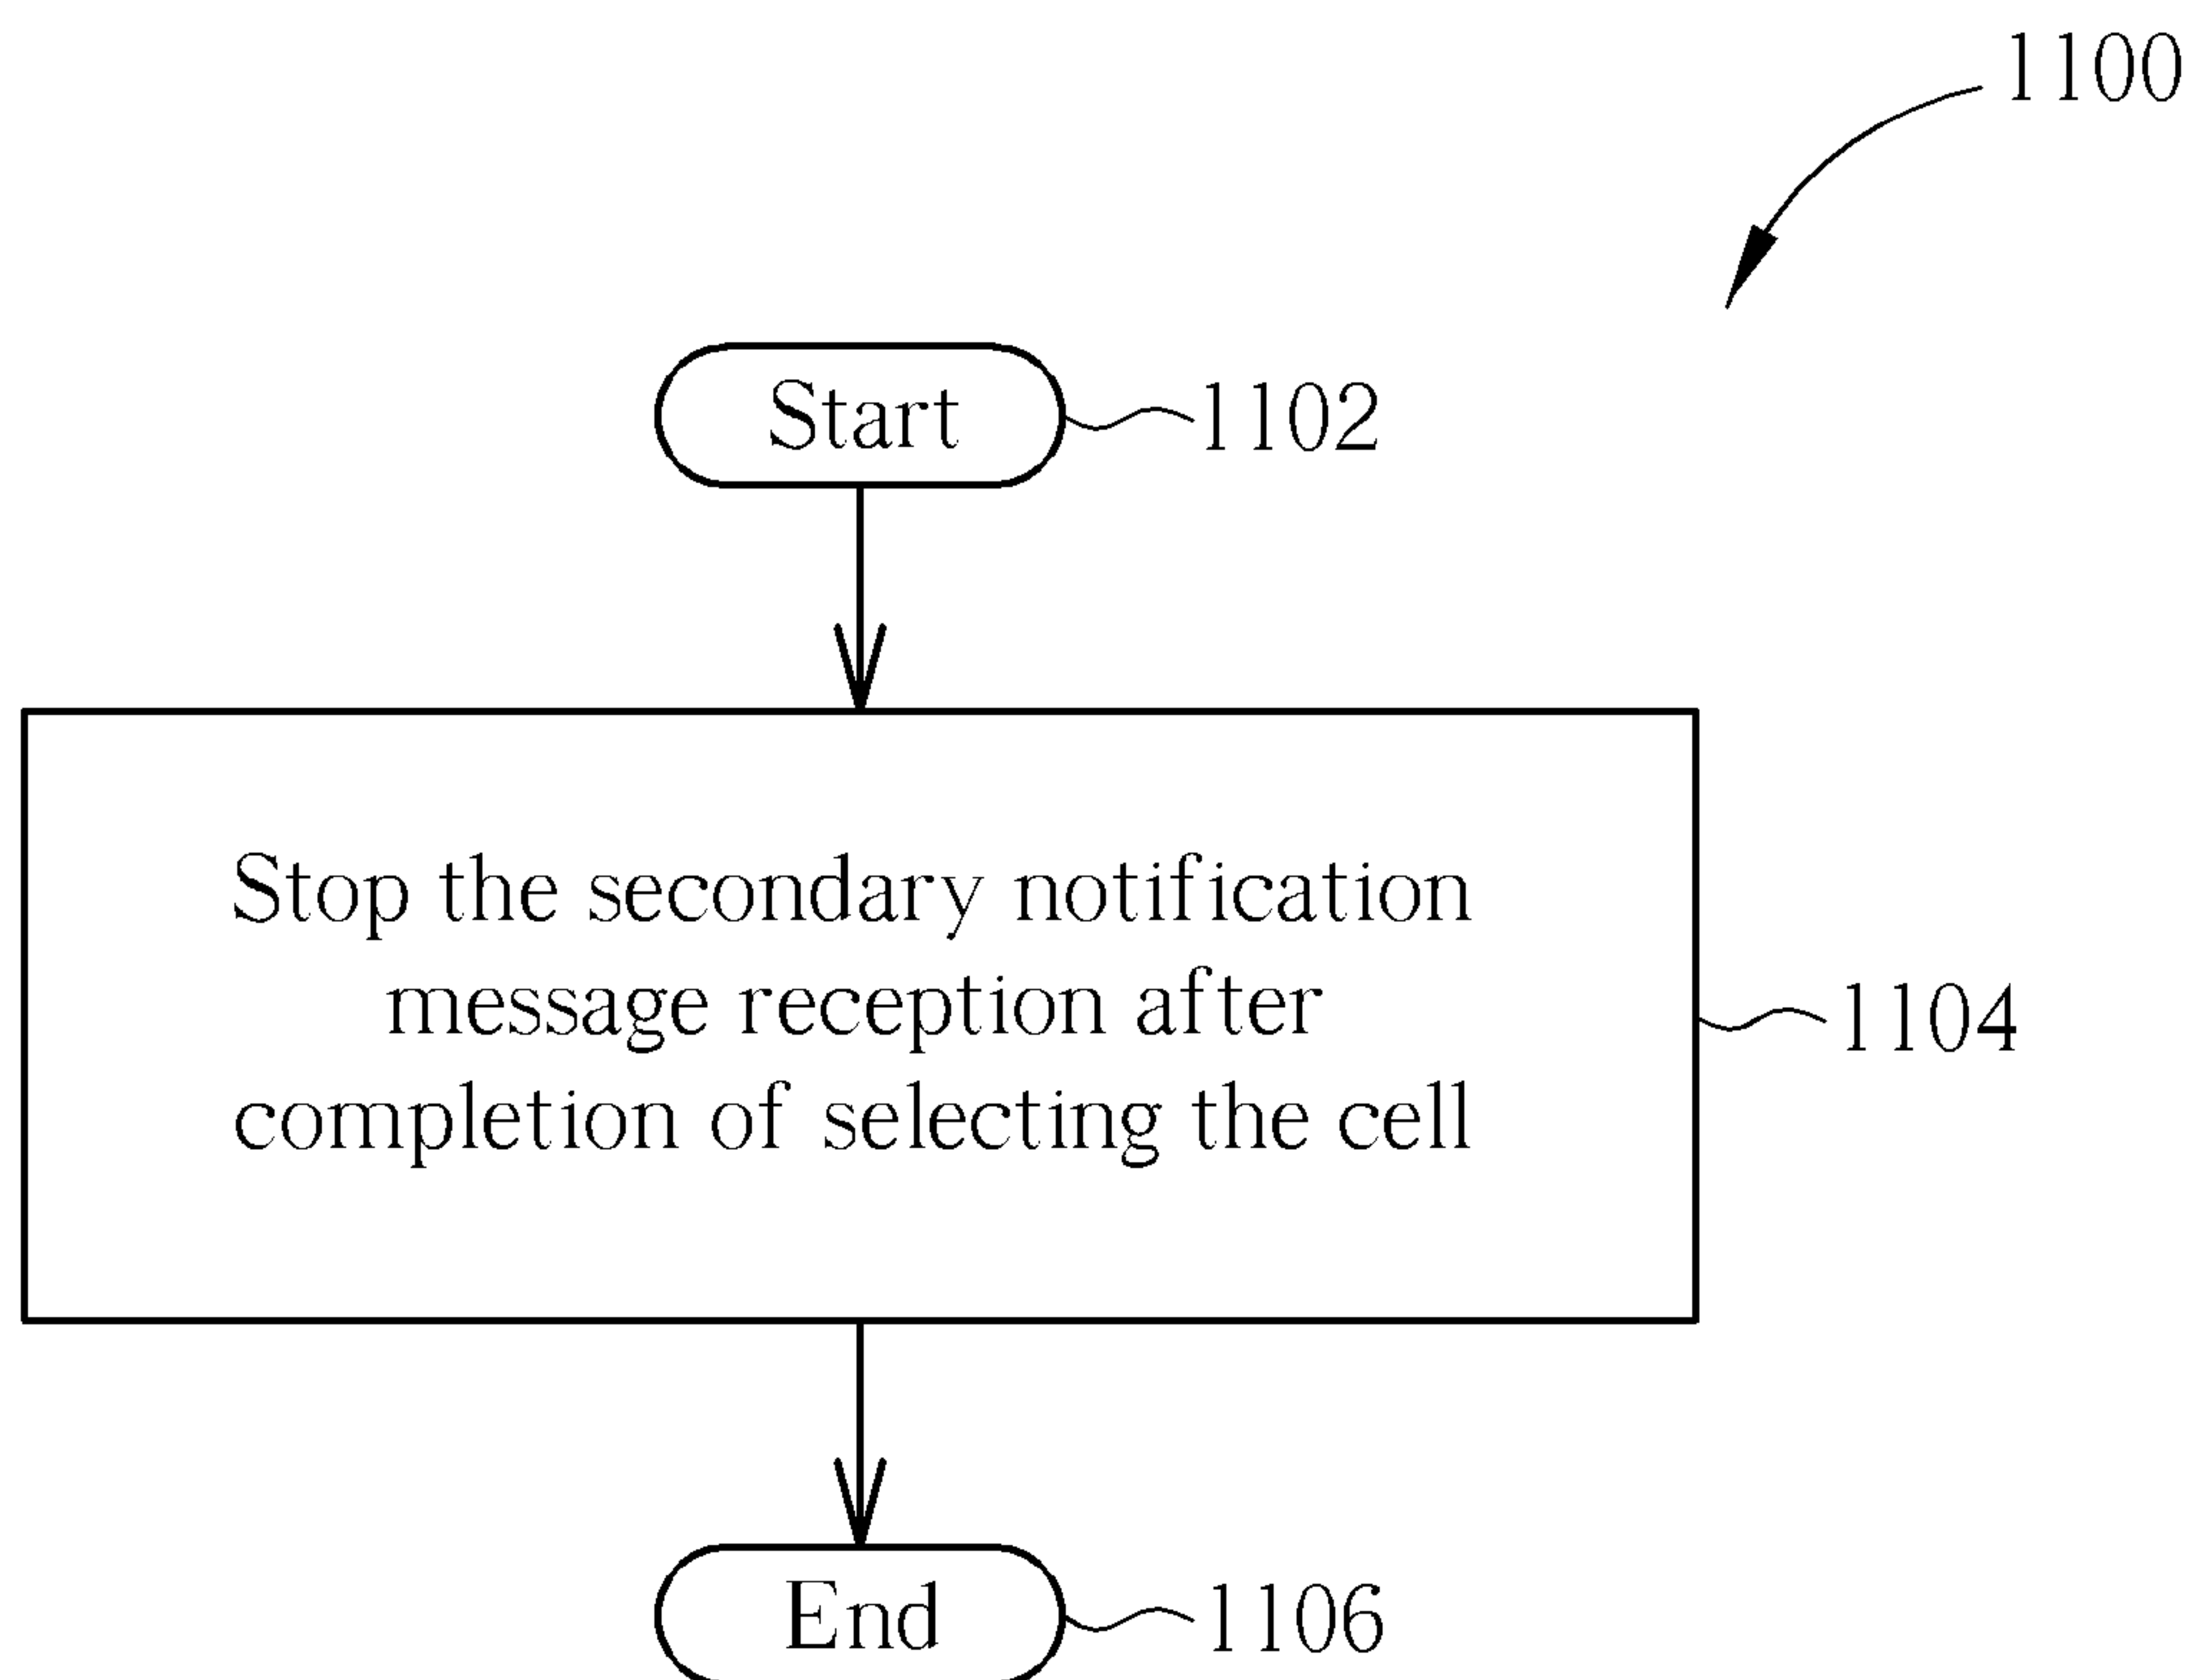 1100
Start
1102
Stop the secondary notification
message reception after
completion of selecting the cell
1104
End
1106